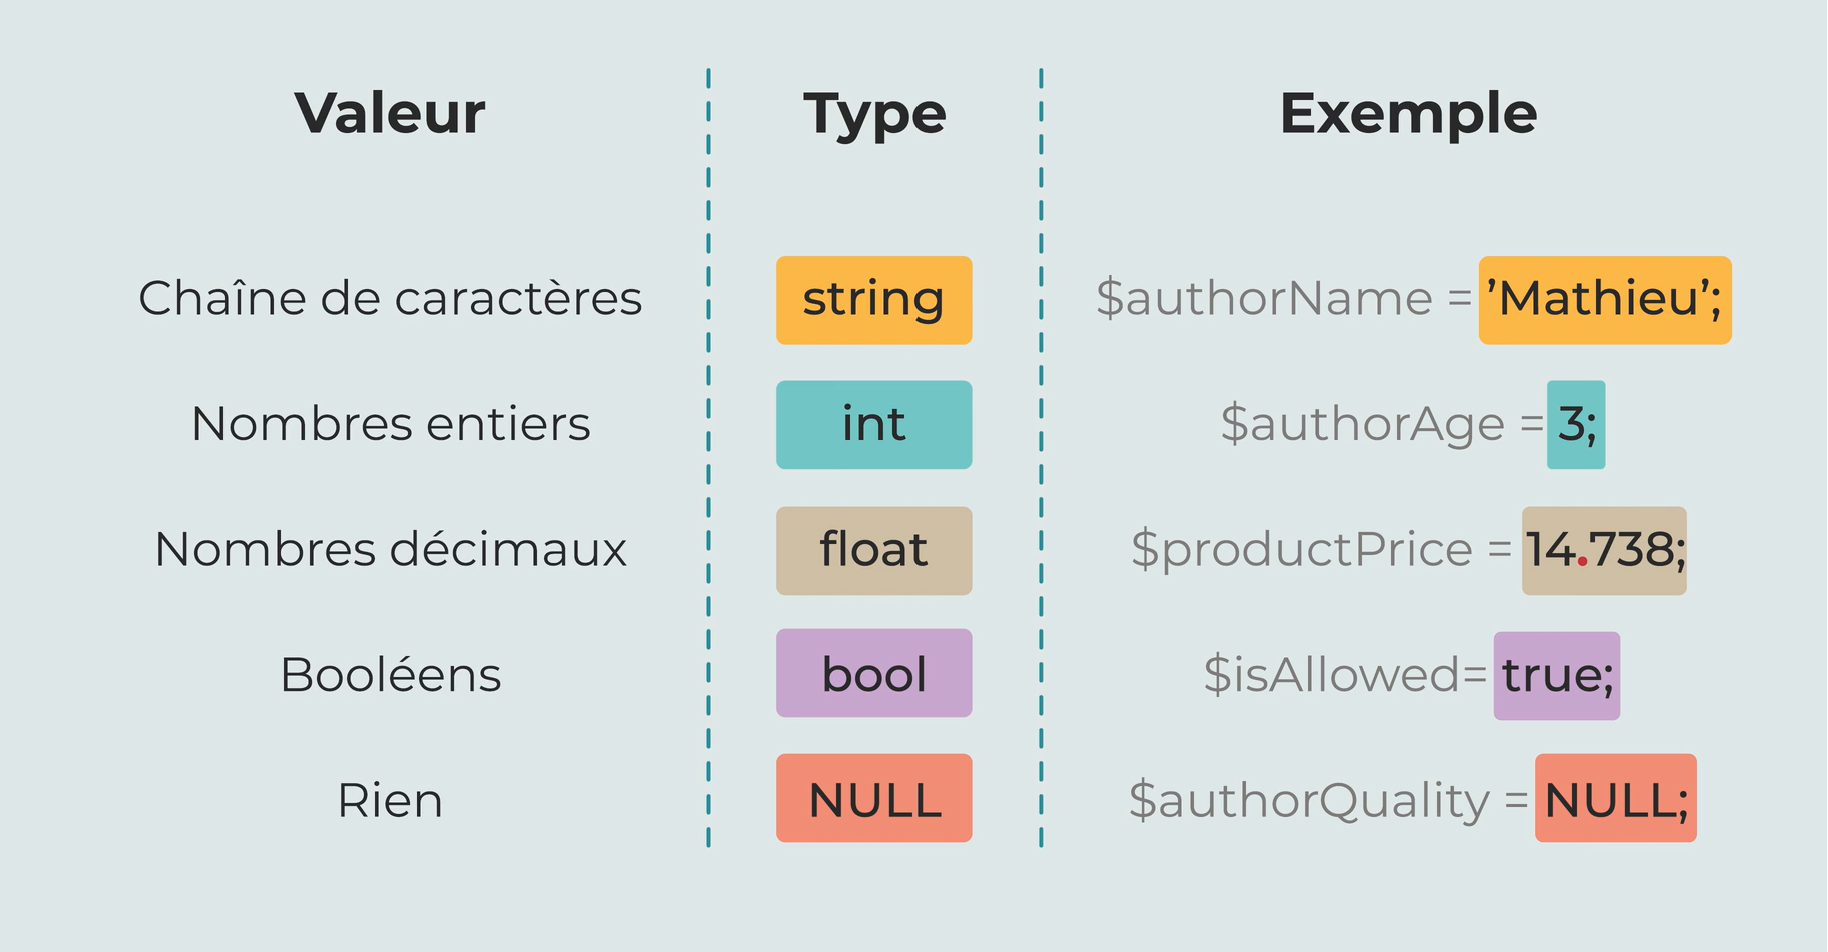 Valeur Type Exemple
Chaîne de caractères string $authorName = ’Mathieu’;
Nombres entiers int $authorAge = 3;
Nombres décimaux float $productPrice = 14.738;
Booléens bool $isAllowed= true;
Rien NULL $authorQuality = NULL;